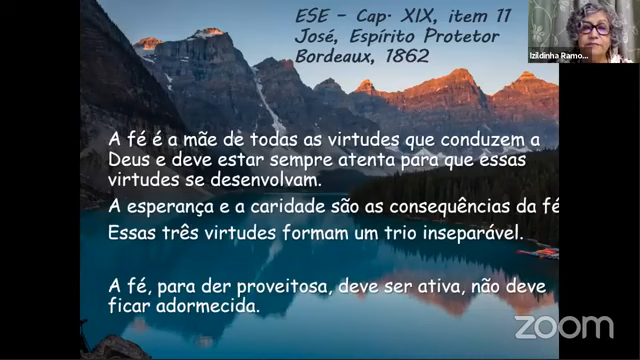 ESE – Cap. XIX, item 11
José, Espírito Protetor
Bordeaux, 1862
Izildinha Ramo...
A fé é a mãe de todas as virtudes que conduzem a
Deus e deve estar sempre atenta para que essas
virtudes se desenvolvam.
A esperança e a caridade são as consequências da fé
Essas três virtudes formam um trio inseparável.
A fé, para der proveitosa, deve ser ativa, não deve
ficar adormecida.
zoom